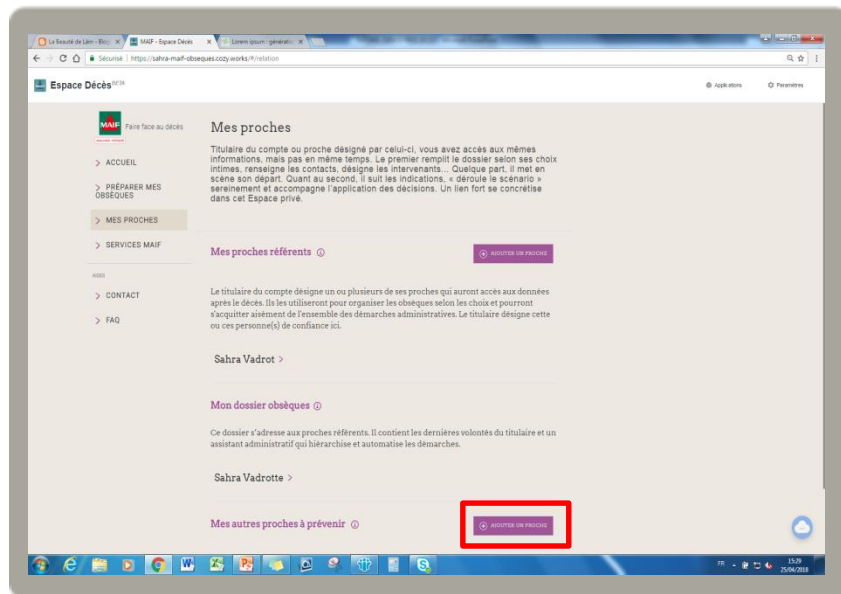 La Beauté de Lâm - Blog
MAIF - Espace Décès
Lorem ipsum : génératio
Sécurisé | https://sahra-maif-obseques.cozy.works/#/relation
Espace Décès BETA
Applications
Paramètres
MAIF
Faire face au décès
ACCUEIL
PRÉPARER MES
OBSÈQUES
MES PROCHES
SERVICES MAIF
AIDE
CONTACT
FAQ
Mes proches
Titulaire du compte ou proche désigné par celui-ci, vous avez accès aux mêmes
informations, mais pas en même temps. Le premier remplit le dossier selon ses choix
intimes, renseigne les contacts, désigne les intervenants... Quelque part, il met en
scène son départ. Quant au second, il suit les indications, « déroule le scénario »
sereinement et accompagne l'application des décisions. Un lien fort se concrétise
dans cet Espace privé.
Mes proches référents
AJOUTER UN PROCHE
Le titulaire du compte désigne un ou plusieurs de ses proches qui auront accès aux données
après le décès. Ils les utiliseront pour organiser les obsèques selon les choix et pourront
s'acquitter aisément de l'ensemble des démarches administratives. Le titulaire désigne cette
ou ces personne(s) de confiance ici.
Sahra Vadrot >
Mon dossier obsèques
Ce dossier s'adresse aux proches référents. Il contient les dernières volontés du titulaire et un
assistant administratif qui hiérarchise et automatise les démarches.
Sahra Vadrotte >
Mes autres proches à prévenir
AJOUTER UN PROCHE
FR
15:29
25/04/2018